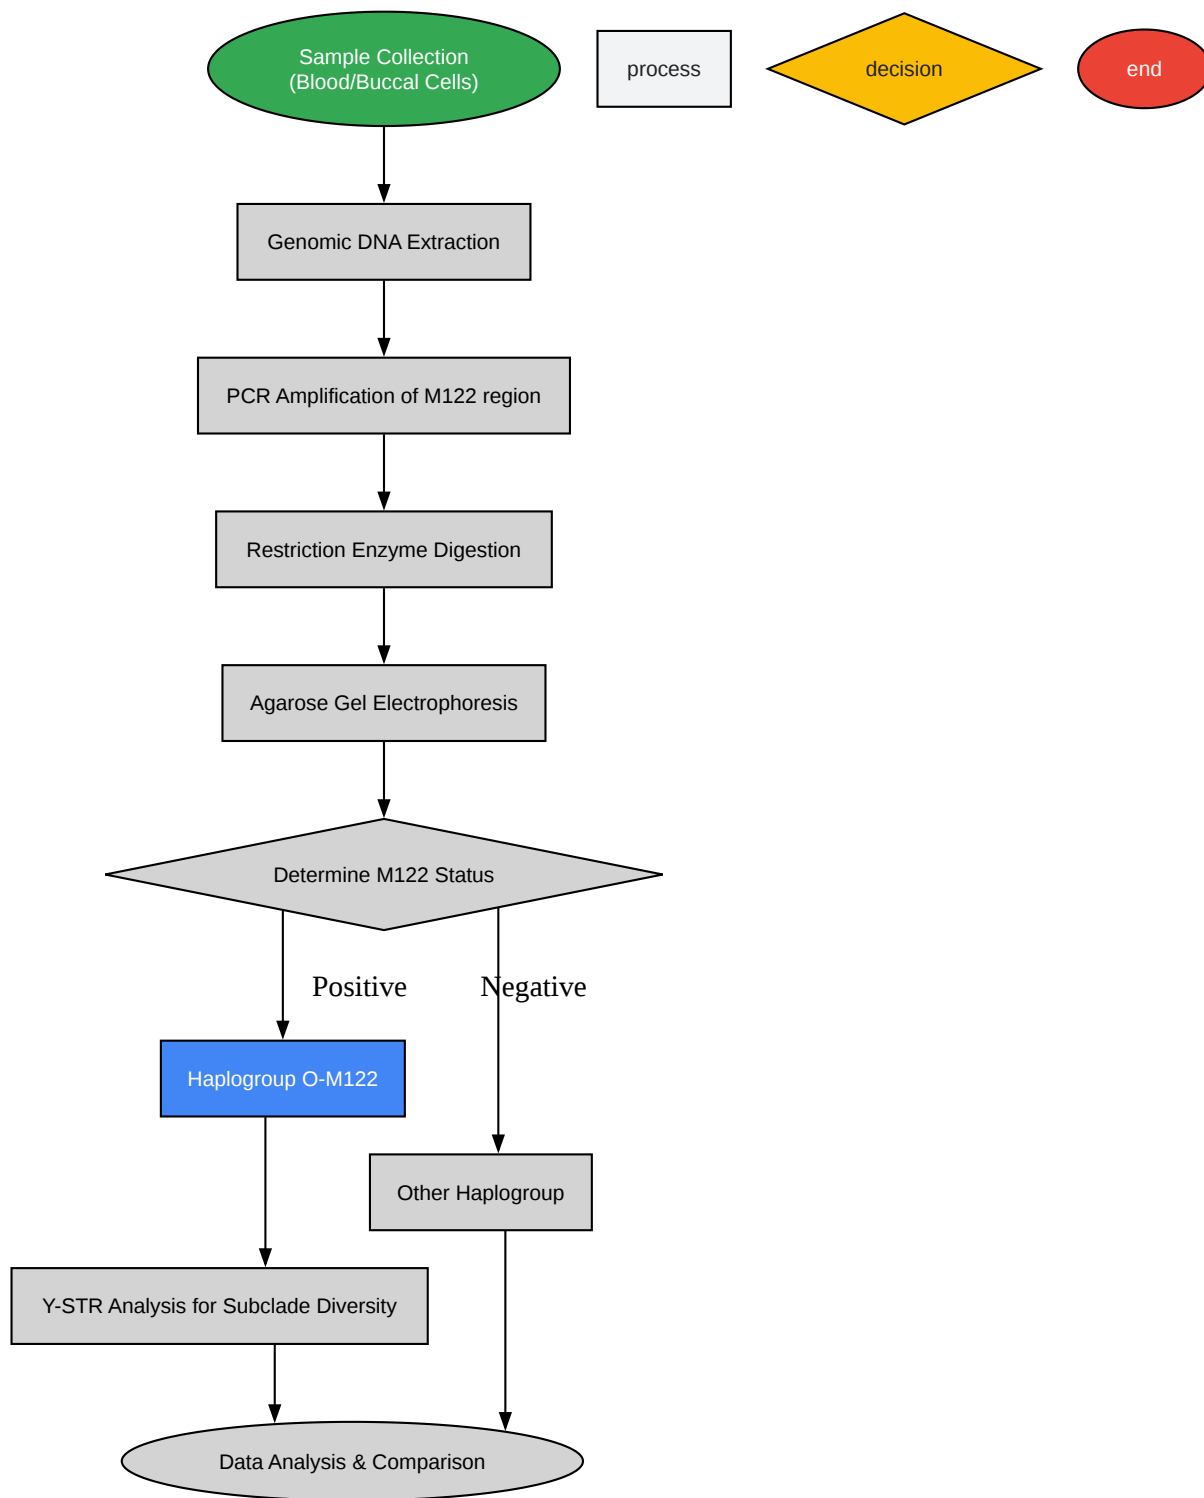 Sample Collection
(Blood/Buccal Cells)
process
decision
end
Genomic DNA Extraction
PCR Amplification of M122 region
Restriction Enzyme Digestion
Agarose Gel Electrophoresis
Determine M122 Status
Positive
Negative
Haplogroup O-M122
Other Haplogroup
Y-STR Analysis for Subclade Diversity
Data Analysis & Comparison